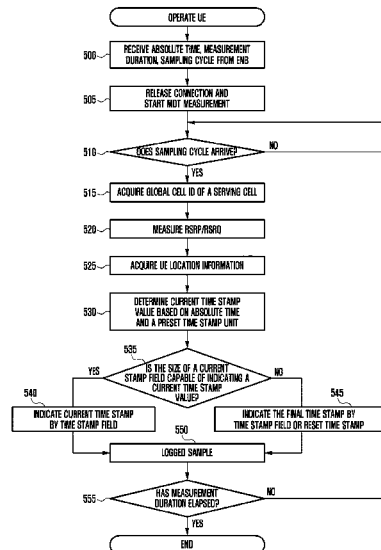 OPERATE UE
500
RECEIVE ABSOLUTE TIME, MEASUREMENT
DURATION, SAMPLING CYCLE FROM ENB
505
RELEASE CONNECTION AND
START MDT MEASUREMENT
510
DOES SAMPLING CYCLE ARRIVE?
NO
YES
515
ACQUIRE GLOBAL CELL ID OF A SERVING CELL
520
MEASURE RSRP/RSRQ
525
ACQUIRE UE LOCATION INFORMATION
530
DETERMINE CURRENT TIME STAMP
VALUE BASED ON ABSOLUTE TIME
AND A PRESET TIME STAMP UNIT
535
IS THE SIZE OF A CURRENT
STAMP FIELD CAPABLE OF INDICATING A
CURRENT TIME STAMP
VALUE?
YES
NO
540
INDICATE CURRENT TIME STAMP
BY TIME STAMP FIELD
545
INDICATE THE FINAL TIME STAMP BY
TIME STAMP FIELD OR RESET TIME STAMP
550
LOGGED SAMPLE
555
HAS MEASUREMENT
DURATION ELAPSED?
NO
YES
END